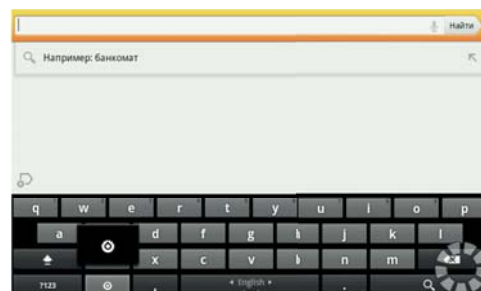 Найти
Например: банкомат
q w e r t y u i o p
a d f g h j k l
x c v b n m
?123 , English .